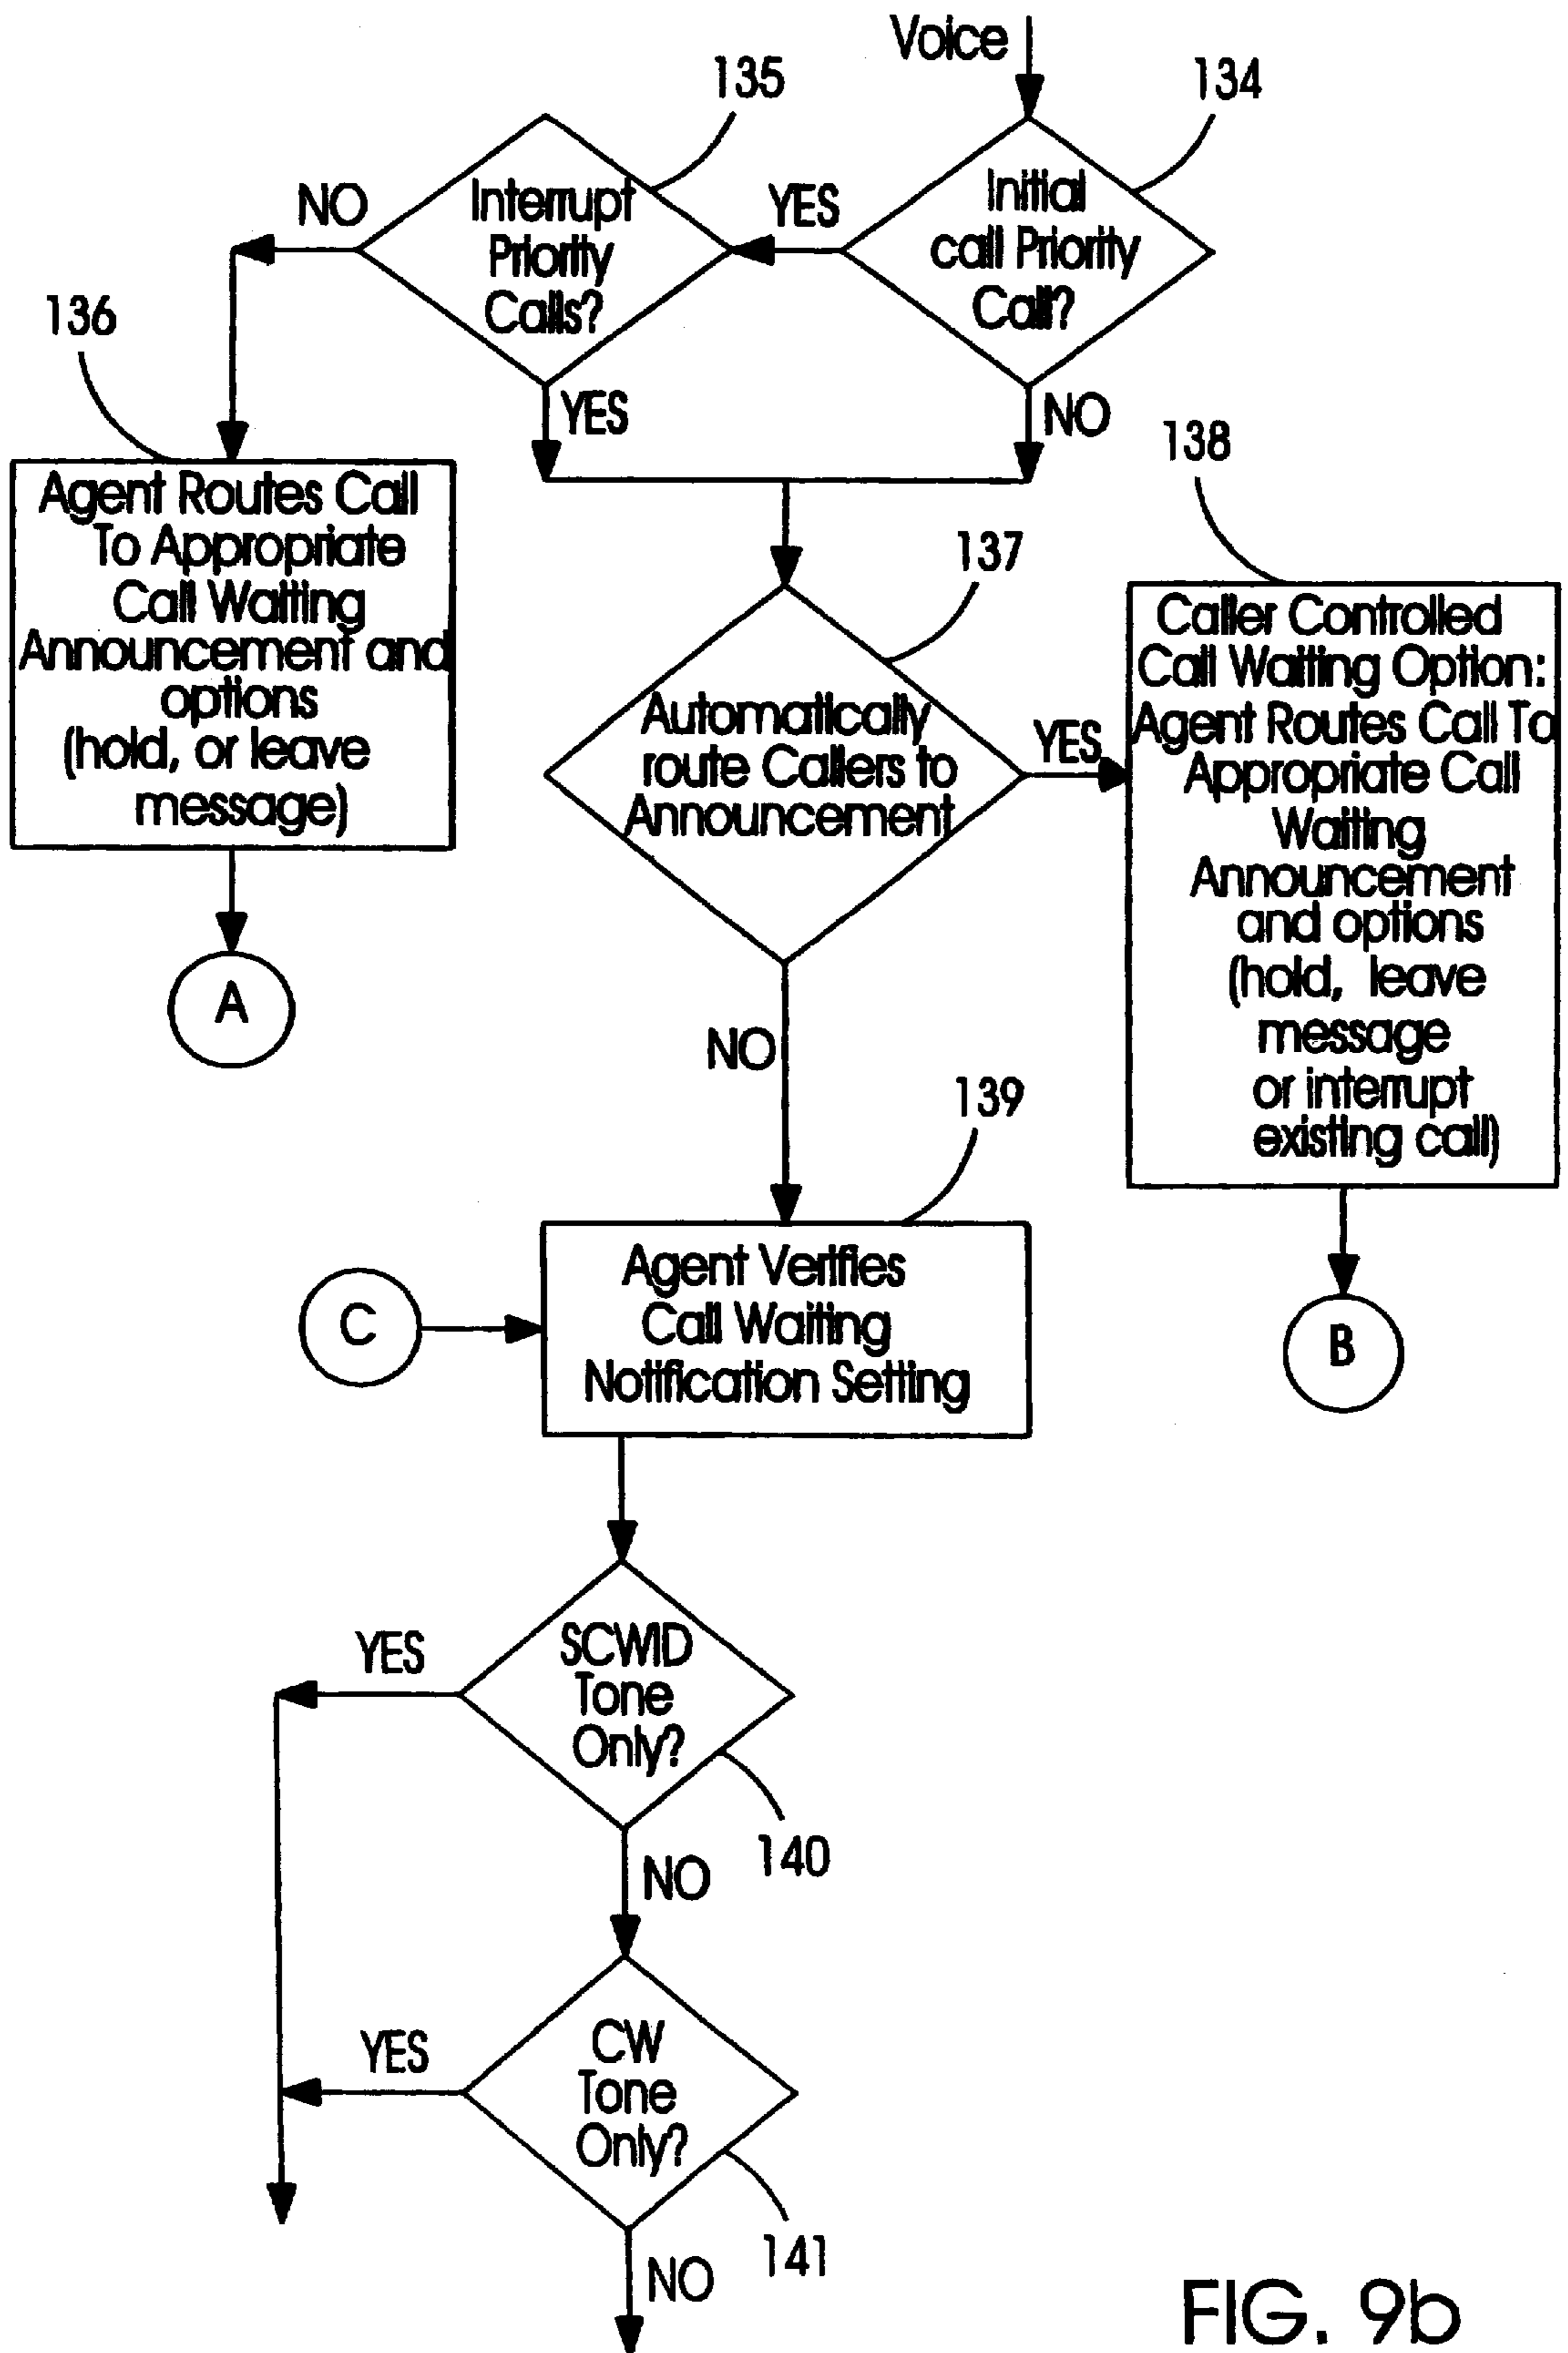 Voice
135
134
NO
Interrupt
Priority
Calls?
YES
Initial
call Priority
Call?
136
YES
NO
138
Agent Routes Call
To Appropriate
Call Waiting
Announcement and
options
(hold, or leave
message)
137
Automatically
route Callers to
Announcement
YES
Caller Controlled
Call Waiting Option:
Agent Routes Call To
Appropriate Call
Waiting
Announcement
and options
(hold, leave
message
or interrupt
existing call)
A
NO
139
C
Agent Verifies
Call Waiting
Notification Setting
B
YES
SCWID
Tone
Only?
140
NO
YES
CW
Tone
Only?
141
NO
FIG. 9b